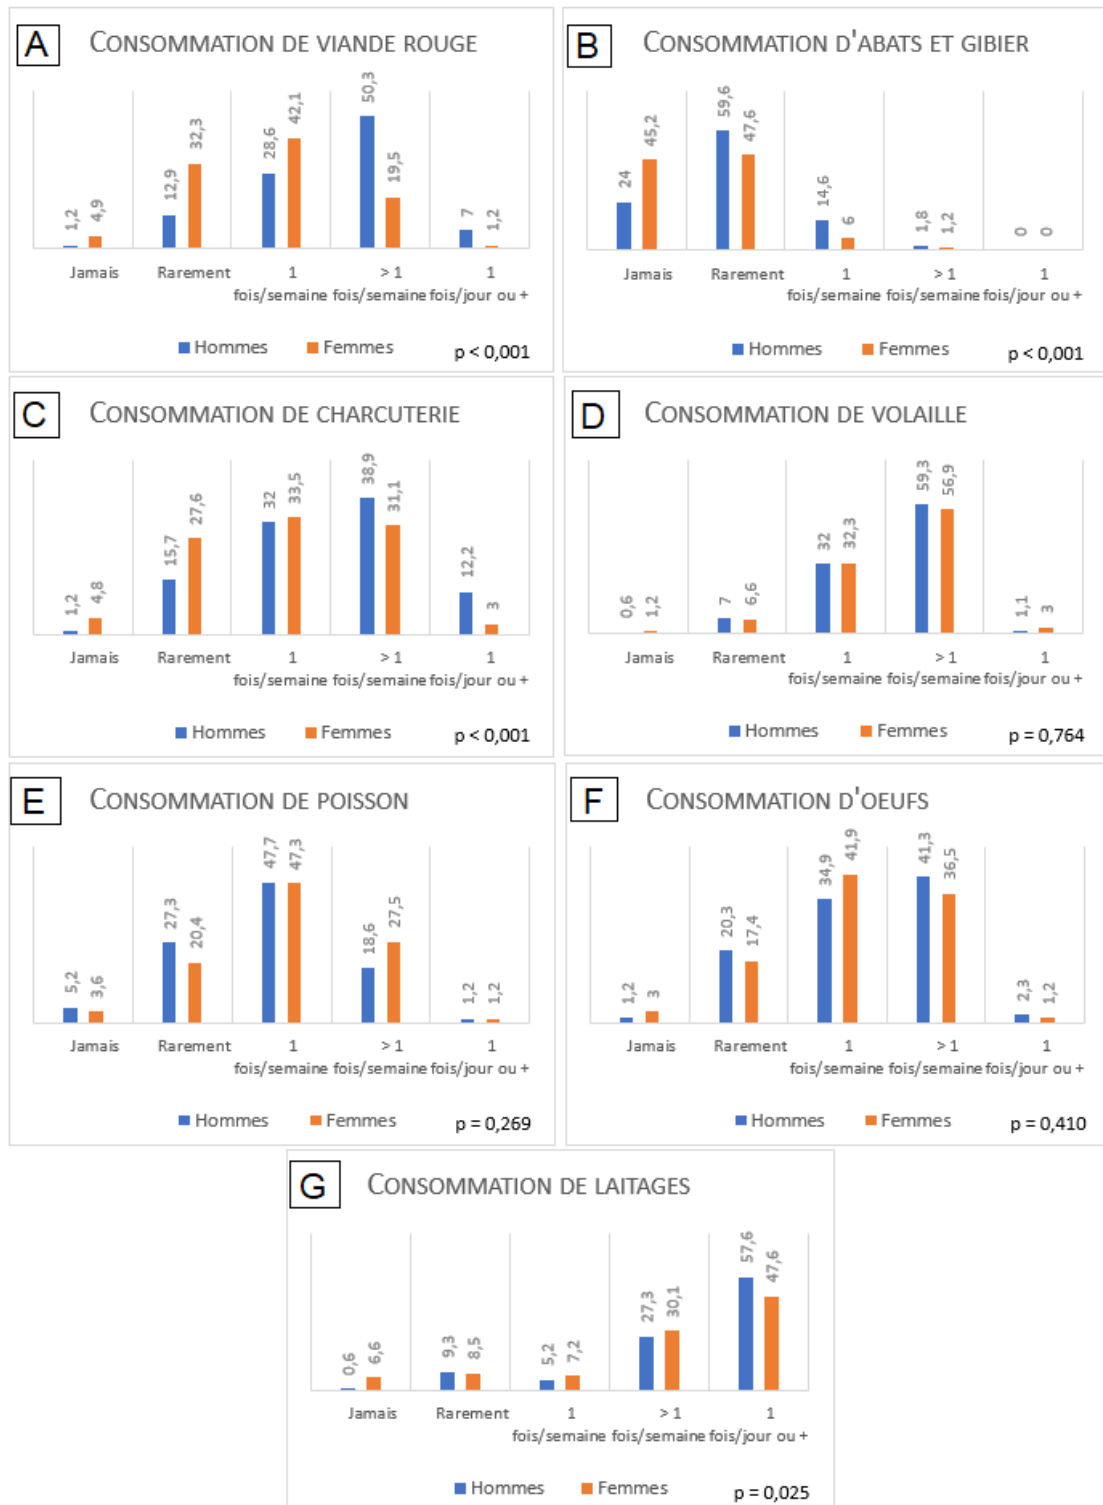 A CONSOMMATION DE VIANDE ROUGE
1,2 4,9 12,9 32,3 28,6 42,1 50,3 19,5 7 1,2
Jamais Rarement 1 > 1 1
fois/semaine fois/semaine fois/jour ou +
Hommes Femmes p < 0,001
B CONSOMMATION D'ABATS ET GIBIER
24 45,2 59,6 47,6 14,6 6 1,8 1,2 0 0
Jamais Rarement 1 > 1 1
fois/semaine fois/semaine fois/jour ou +
Hommes Femmes p < 0,001
C CONSOMMATION DE CHARCUTERIE
1,2 4,8 15,7 27,6 32 33,5 38,9 31,1 12,2 3
Jamais Rarement 1 > 1 1
fois/semaine fois/semaine fois/jour ou +
Hommes Femmes p < 0,001
D CONSOMMATION DE VOLAILLE
0,6 1,2 7 6,6 32 32,3 59,3 56,9 1,1 3
Jamais Rarement 1 > 1 1
fois/semaine fois/semaine fois/jour ou +
Hommes Femmes p = 0,764
E CONSOMMATION DE POISSON
5,2 3,6 27,3 20,4 47,7 47,3 18,6 27,5 1,2 1,2
Jamais Rarement 1 > 1 1
fois/semaine fois/semaine fois/jour ou +
Hommes Femmes p = 0,269
F CONSOMMATION D'OEUFS
1,2 3 20,3 17,4 34,9 41,9 41,3 36,5 2,3 1,2
Jamais Rarement 1 > 1 1
fois/semaine fois/semaine fois/jour ou +
Hommes Femmes p = 0,410
G CONSOMMATION DE LAITAGES
0,6 6,6 9,3 8,5 5,2 7,2 27,3 30,1 57,6 47,6
Jamais Rarement 1 > 1 1
fois/semaine fois/semaine fois/jour ou +
Hommes Femmes p = 0,025